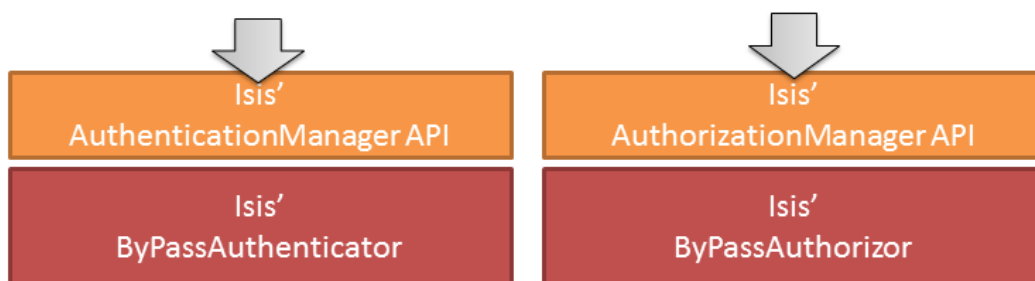 Isis’
AuthenticationManager API
Isis’
AuthorizationManager API
Isis’
ByPassAuthenticator
Isis’
ByPassAuthorizor